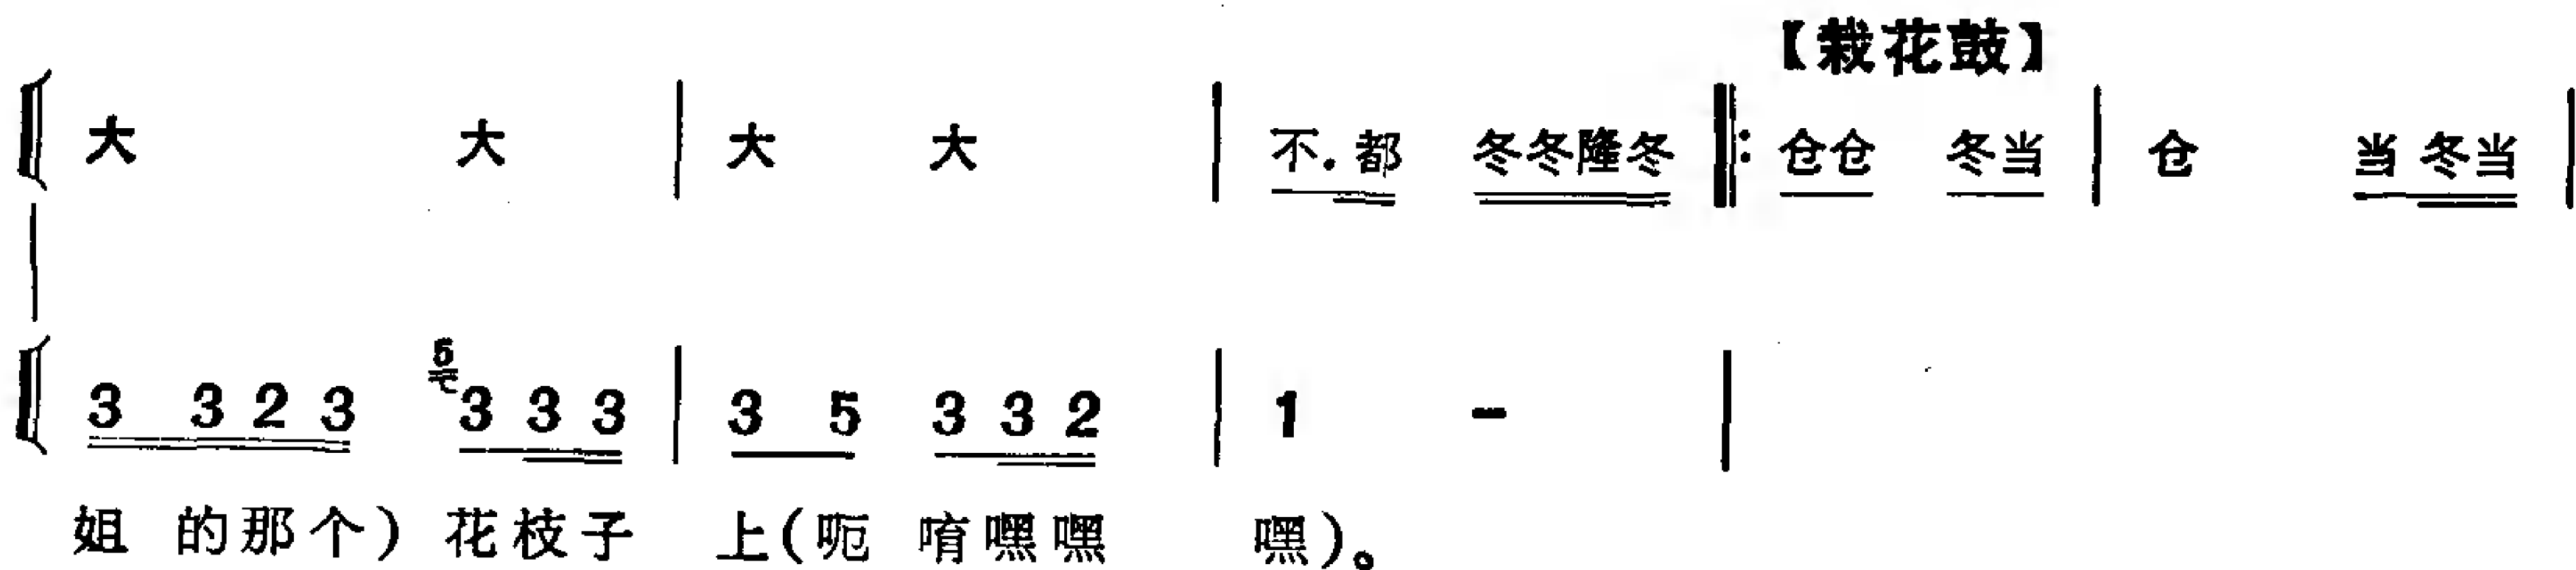 【栽花鼓】
大 大 | 大 大 | 不. 都 冬冬隆冬 ‖: 仓仓 冬当 | 仓 当 冬当 |
3 3 2 3 5 3 3 3 | 3 5 3 3 2 | 1 - |
姐 的那个) 花枝子 上(呃 唷嘿嘿 嘿)。